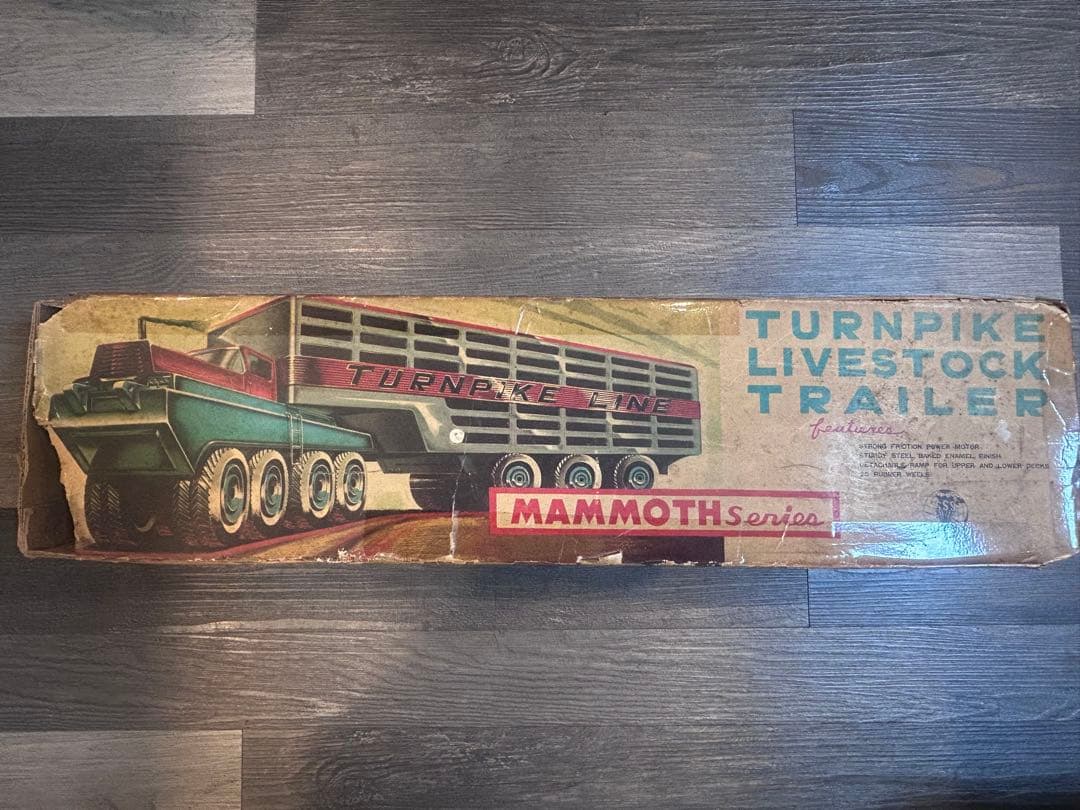 TURNPIKE LINE
TURNPIKE
LIVESTOCK
TRAILER
features
STRONG FRICTION POWER MOTOR
STURDY STEEL BAKED ENAMEL FINISH
DETACHABLE RAMP FOR UPPER AND LOWER DECKS
RUBBER WEELS
MAMMOTH Series